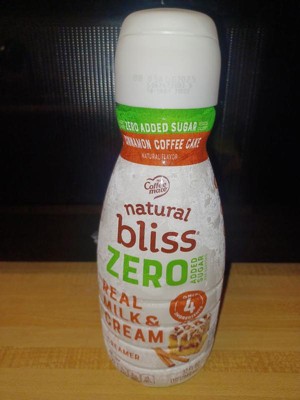 ZERO ADDED SUGAR
CINNAMON COFFEE CAKE
NATURAL FLAVOR
Coffee
mate
natural
bliss
ZERO
ADDED
SUGAR
REAL
MILK &
CREAM
CREAMER
4